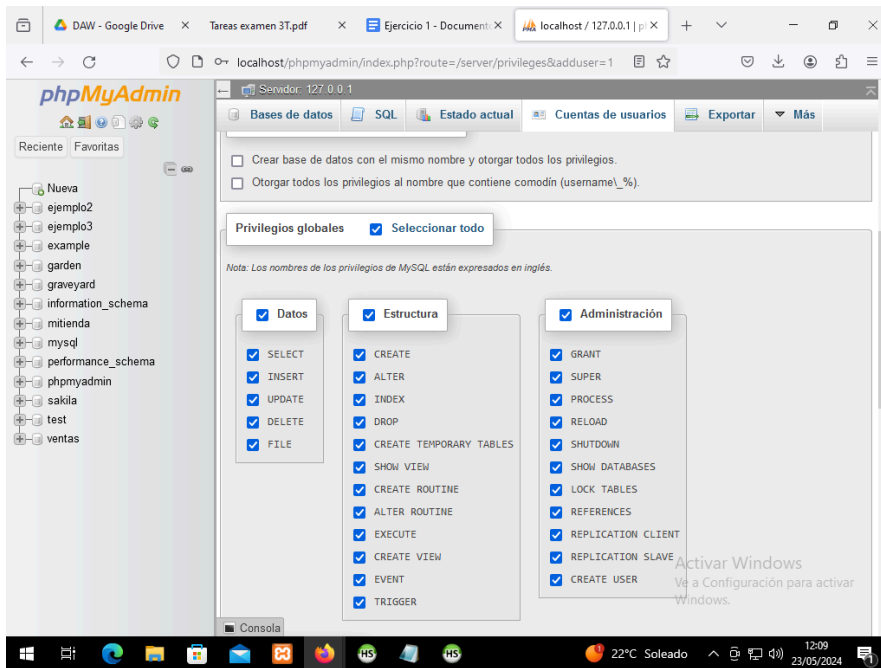 DAW - Google Drive
Tareas examen 3T.pdf
Ejercicio 1 - Document
localhost / 127.0.0.1 | p
localhost/phpmyadmin/index.php?route=/server/privileges&adduser=1
phpMyAdmin
Reciente Favoritas
Nueva
ejemplo2
ejemplo3
example
garden
graveyard
information_schema
mitienda
mysql
performance_schema
phpmyadmin
sakila
test
ventas
Servidor: 127.0.0.1
Bases de datos SQL Estado actual Cuentas de usuarios Exportar Más
Crear base de datos con el mismo nombre y otorgar todos los privilegios.
Otorgar todos los privilegios al nombre que contiene comodín (username\_%).
Privilegios globales Seleccionar todo
Nota: Los nombres de los privilegios de MySQL están expresados en inglés.
Datos
SELECT
INSERT
UPDATE
DELETE
FILE
Estructura
CREATE
ALTER
INDEX
DROP
CREATE TEMPORARY TABLES
SHOW VIEW
CREATE ROUTINE
ALTER ROUTINE
EXECUTE
CREATE VIEW
EVENT
TRIGGER
Administración
GRANT
SUPER
PROCESS
RELOAD
SHUTDOWN
SHOW DATABASES
LOCK TABLES
REFERENCES
REPLICATION CLIENT
REPLICATION SLAVE
CREATE USER
Activar Windows
Ve a Configuración para activar
Windows.
Consola
HS
HS
22°C Soleado
12:09
23/05/2024
1